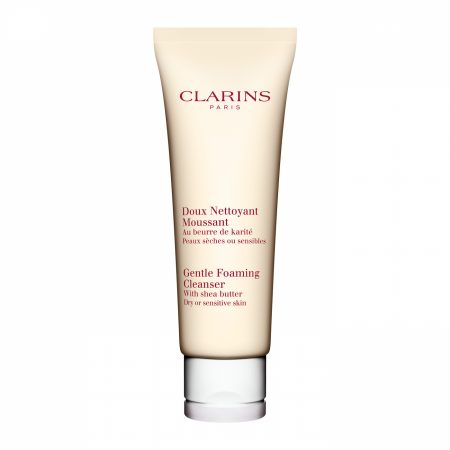 CLARINS
PARIS
Doux Nettoyant
Moussant
Au beurre de karité
Peaux sèches ou sensibles
Gentle Foaming
Cleanser
With shea butter
Dry or sensitive skin